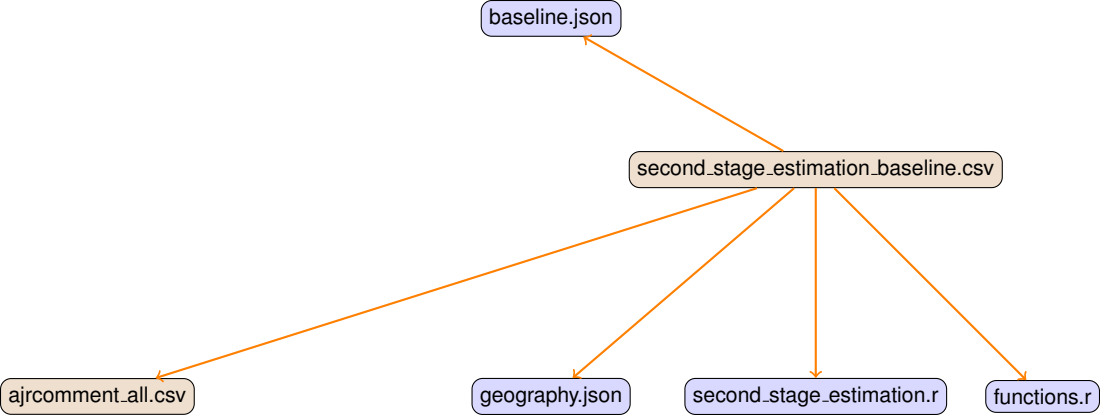 baseline.json
second_stage_estimation_baseline.csv
ajrcomment_all.csv
geography.json
second_stage_estimation.r
functions.r